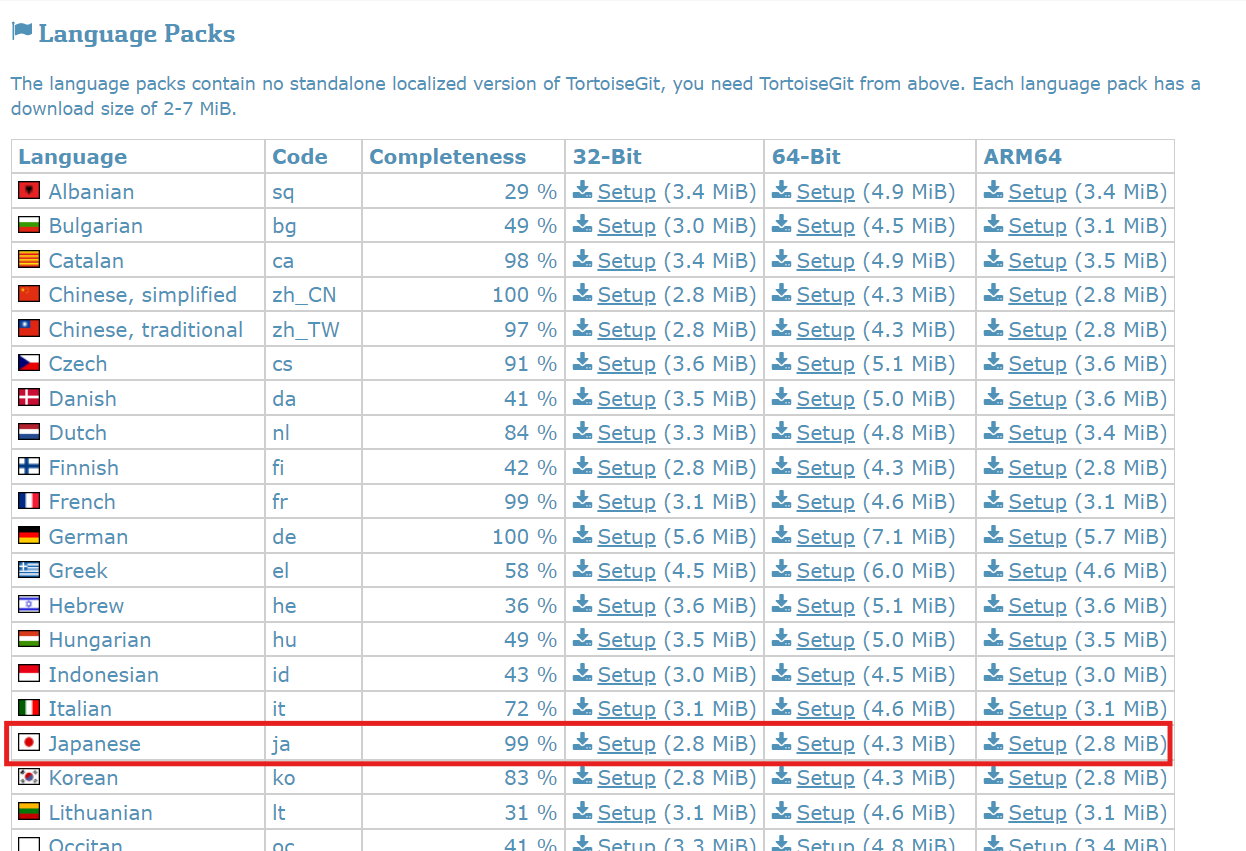 Language Packs
The language packs contain no standalone localized version of TortoiseGit, you need TortoiseGit from above. Each language pack has a
download size of 2-7 MiB.
Language Code Completeness 32-Bit 64-Bit ARM64
Albanian sq 29 % Setup (3.4 MiB) Setup (4.9 MiB) Setup (3.4 MiB)
Bulgarian bg 49 % Setup (3.0 MiB) Setup (4.5 MiB) Setup (3.1 MiB)
Catalan ca 98 % Setup (3.4 MiB) Setup (4.9 MiB) Setup (3.5 MiB)
Chinese, simplified zh_CN 100 % Setup (2.8 MiB) Setup (4.3 MiB) Setup (2.8 MiB)
Chinese, traditional zh_TW 97 % Setup (2.8 MiB) Setup (4.3 MiB) Setup (2.8 MiB)
Czech cs 91 % Setup (3.6 MiB) Setup (5.1 MiB) Setup (3.6 MiB)
Danish da 41 % Setup (3.5 MiB) Setup (5.0 MiB) Setup (3.6 MiB)
Dutch nl 84 % Setup (3.3 MiB) Setup (4.8 MiB) Setup (3.4 MiB)
Finnish fi 42 % Setup (2.8 MiB) Setup (4.3 MiB) Setup (2.8 MiB)
French fr 99 % Setup (3.1 MiB) Setup (4.6 MiB) Setup (3.1 MiB)
German de 100 % Setup (5.6 MiB) Setup (7.1 MiB) Setup (5.7 MiB)
Greek el 58 % Setup (4.5 MiB) Setup (6.0 MiB) Setup (4.6 MiB)
Hebrew he 36 % Setup (3.6 MiB) Setup (5.1 MiB) Setup (3.6 MiB)
Hungarian hu 49 % Setup (3.5 MiB) Setup (5.0 MiB) Setup (3.5 MiB)
Indonesian id 43 % Setup (3.0 MiB) Setup (4.5 MiB) Setup (3.0 MiB)
Italian it 72 % Setup (3.1 MiB) Setup (4.6 MiB) Setup (3.1 MiB)
Japanese ja 99 % Setup (2.8 MiB) Setup (4.3 MiB) Setup (2.8 MiB)
Korean ko 83 % Setup (2.8 MiB) Setup (4.3 MiB) Setup (2.8 MiB)
Lithuanian lt 31 % Setup (3.1 MiB) Setup (4.6 MiB) Setup (3.1 MiB)
Occitan oc 41 % Setup (3.3 MiB) Setup (4.8 MiB) Setup (3.4 MiB)